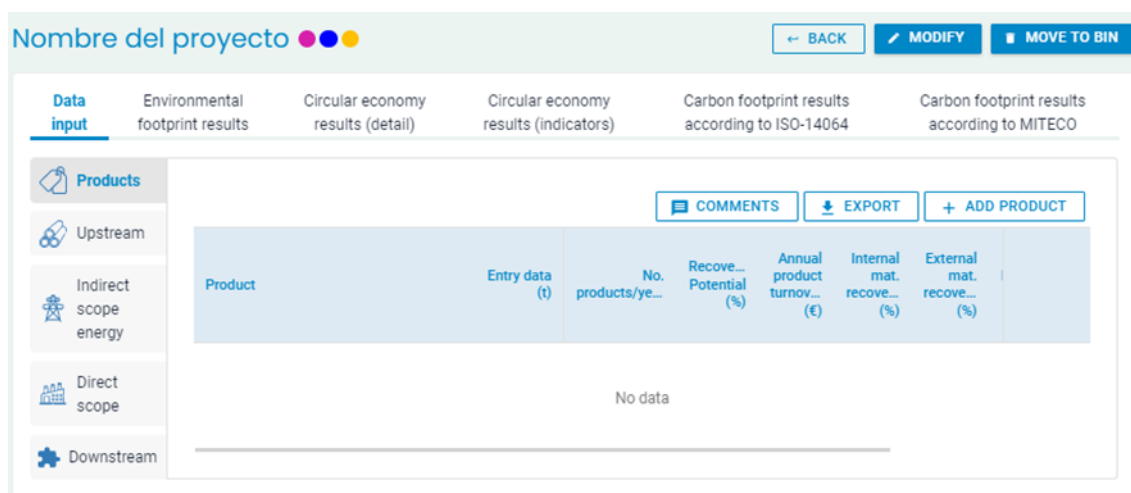 Nombre del proyecto
← BACK
MODIFY
MOVE TO BIN
Data
input
Environmental
footprint results
Circular economy
results (detail)
Circular economy
results (indicators)
Carbon footprint results
according to ISO-14064
Carbon footprint results
according to MITECO
Products
Upstream
Indirect
scope
energy
Direct
scope
Downstream
COMMENTS
EXPORT
+ ADD PRODUCT
Product
Entry data
(t)
No.
products/ye...
Recove...
Potential
(%)
Annual
product
turnov...
(€)
Internal
mat.
recove...
(%)
External
mat.
recove...
(%)
No data